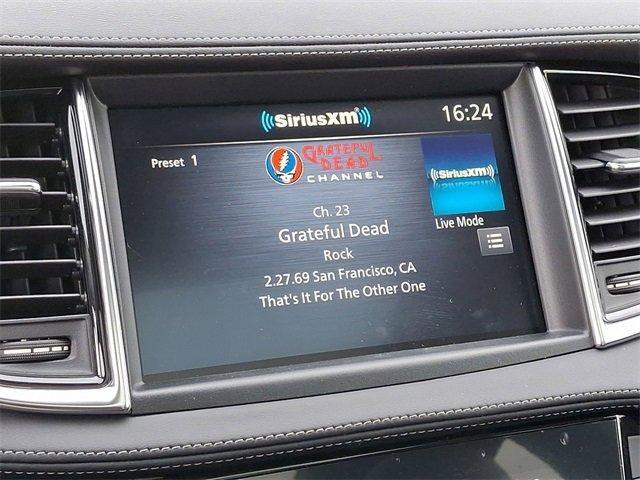 SiriusXM
16:24
Preset 1
GRATEFUL
DEAD
CHANNEL
((SiriusXM))
Ch. 23
Live Mode
Grateful Dead
Rock
2.27.69 San Francisco, CA
That's It For The Other One